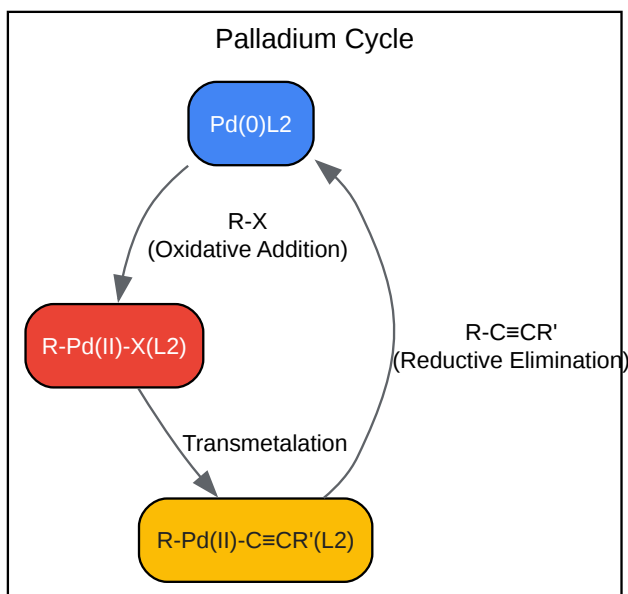 Palladium Cycle
Pd(0)L2
R-X
(Oxidative Addition)
R-Pd(II)-X(L2)
R-C≡CR'
(Reductive Elimination)
Transmetalation
R-Pd(II)-C≡CR'(L2)